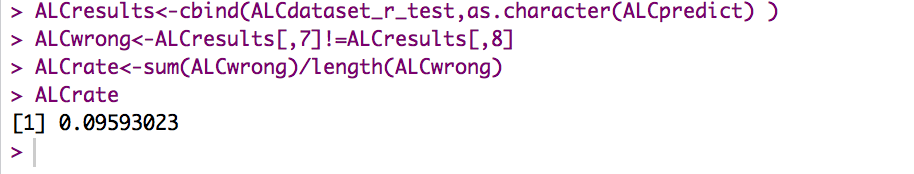 > ALCresults<-cbind(ALCdataset_r_test,as.character(ALCpredict) )
> ALCwrong<-ALCresults[,7]!=ALCresults[,8]
> ALCrate<-sum(ALCwrong)/length(ALCwrong)
> ALCrate
[1] 0.09593023
>